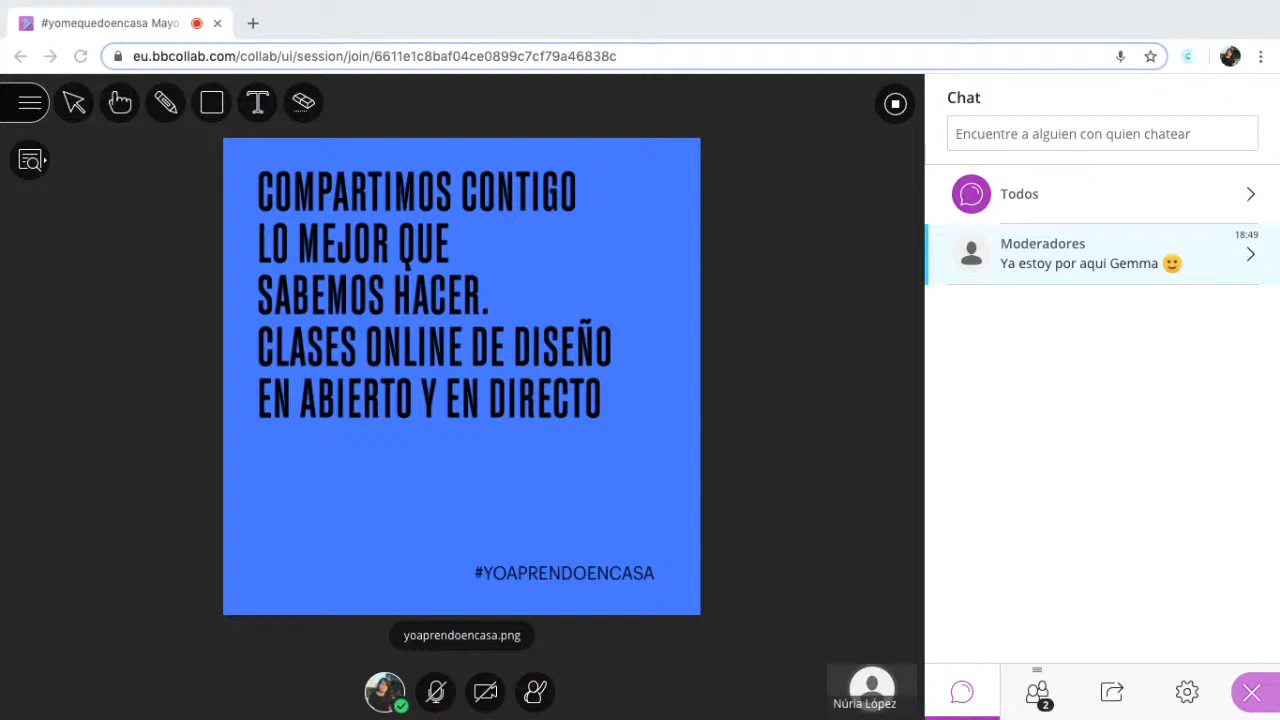 #yomequedoencasa Mayo
eu.bbcollab.com/collab/ui/session/join/6611e1c8baf04ce0899c7cf79a46838c
Chat
Encuentre a alguien con quien chatear
Todos
18:49
Moderadores
Ya estoy por aquí Gemma 🙂
COMPARTIMOS CONTIGO
LO MEJOR QUE
SABEMOS HACER.
CLASES ONLINE DE DISEÑO
EN ABIERTO Y EN DIRECTO
#YOAPRENDOENCASA
yoaprendoencasa.png
Núria López
2